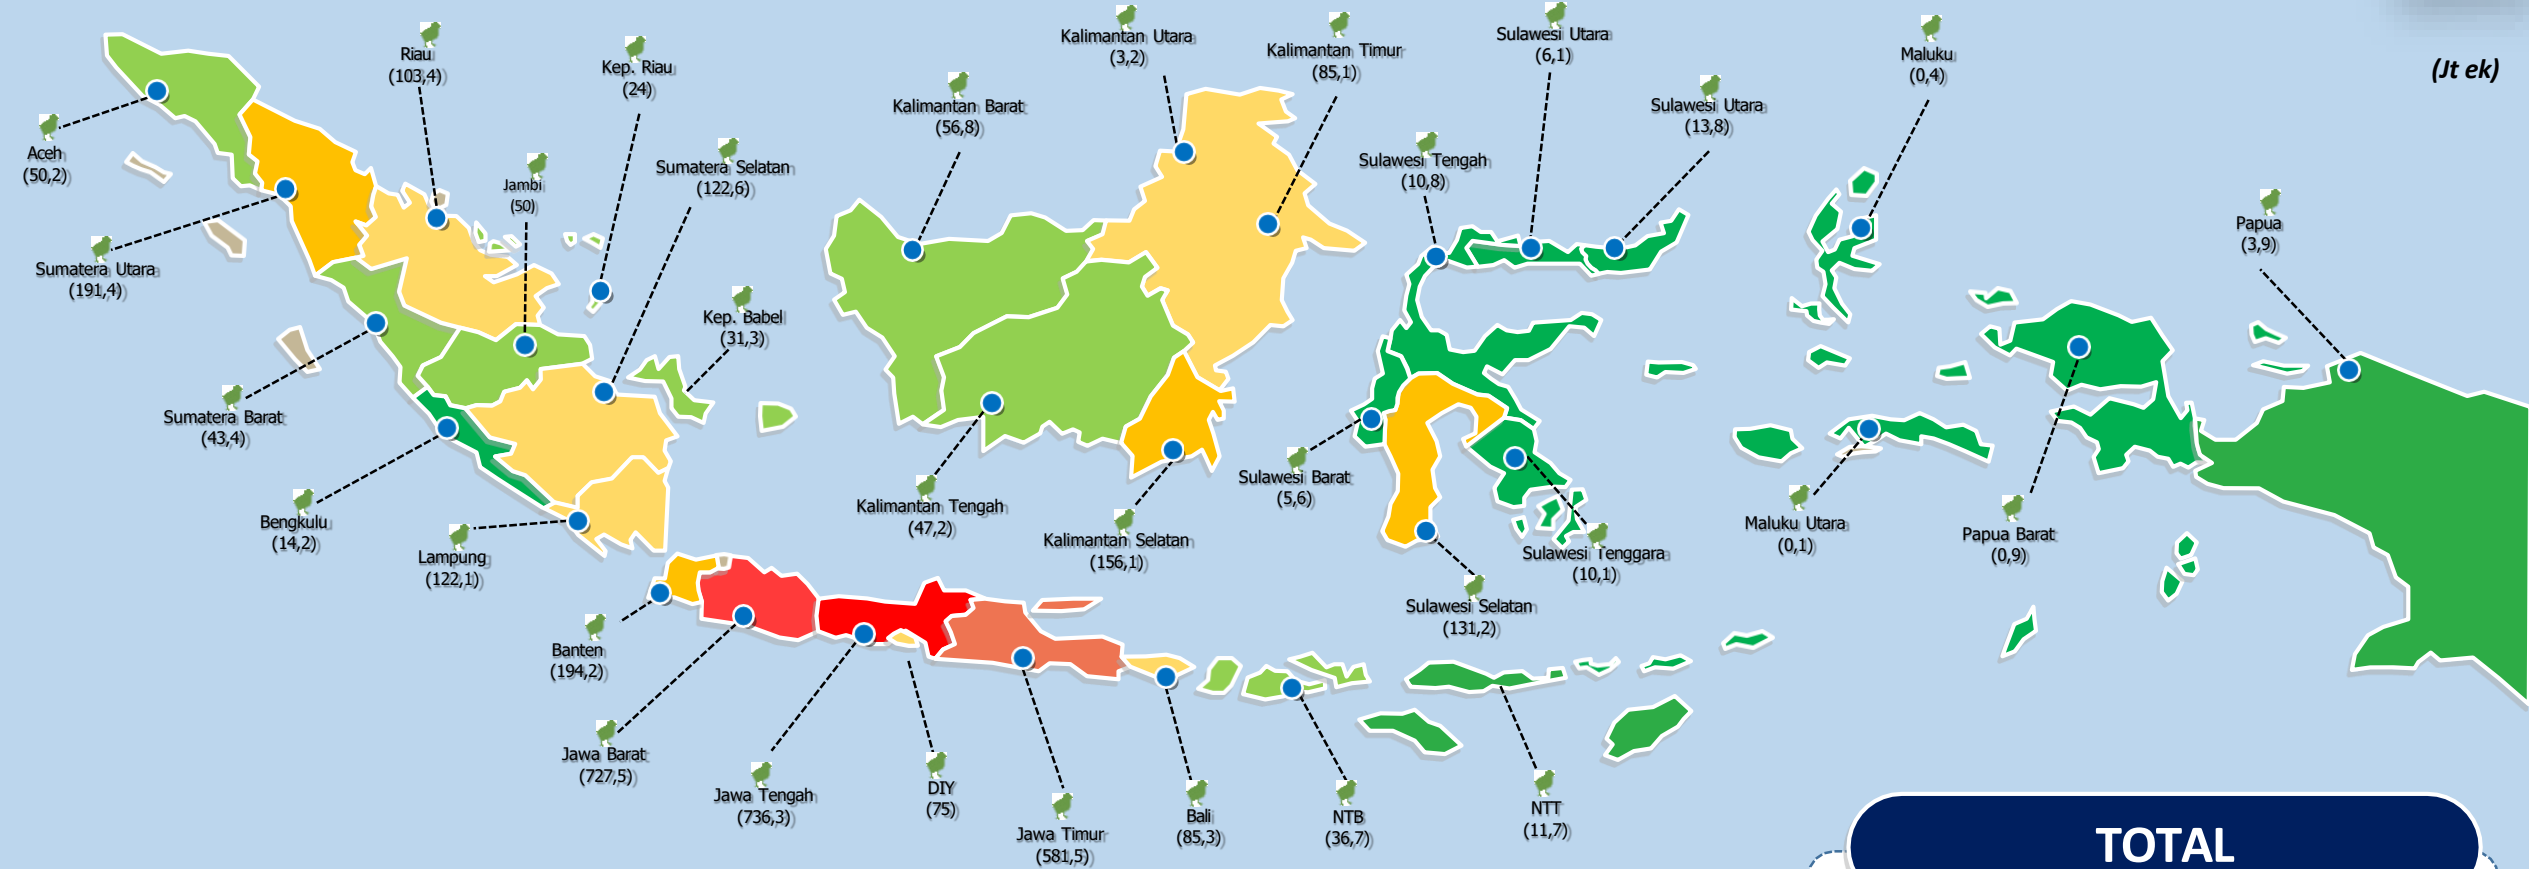 Riau
(103,4)
Kep. Riau
(24)
Kalimantan Utara
(3,2)
Kalimantan Timur
(85,1)
Sulawesi Utara
(6,1)
Maluku
(0,4)
(Jt ek)
Kalimantan Barat
(56,8)
Sulawesi Utara
(13,8)
Aceh
(50,2)
Jambi
(50)
Sumatera Selatan
(122,6)
Sulawesi Tengah
(10,8)
Papua
(3,9)
Sumatera Utara
(191,4)
Kep. Babel
(31,3)
Sumatera Barat
(43,4)
Bengkulu
(14,2)
Lampung
(122,1)
Kalimantan Tengah
(47,2)
Kalimantan Selatan
(156,1)
Sulawesi Barat
(5,6)
Sulawesi Tenggara
(10,1)
Maluku Utara
(0,1)
Papua Barat
(0,9)
Sulawesi Selatan
(131,2)
Banten
(194,2)
Jawa Barat
(727,5)
Jawa Tengah
(736,3)
DIY
(75)
Jawa Timur
(581,5)
Bali
(85,3)
NTB
(36,7)
NTT
(11,7)
TOTAL